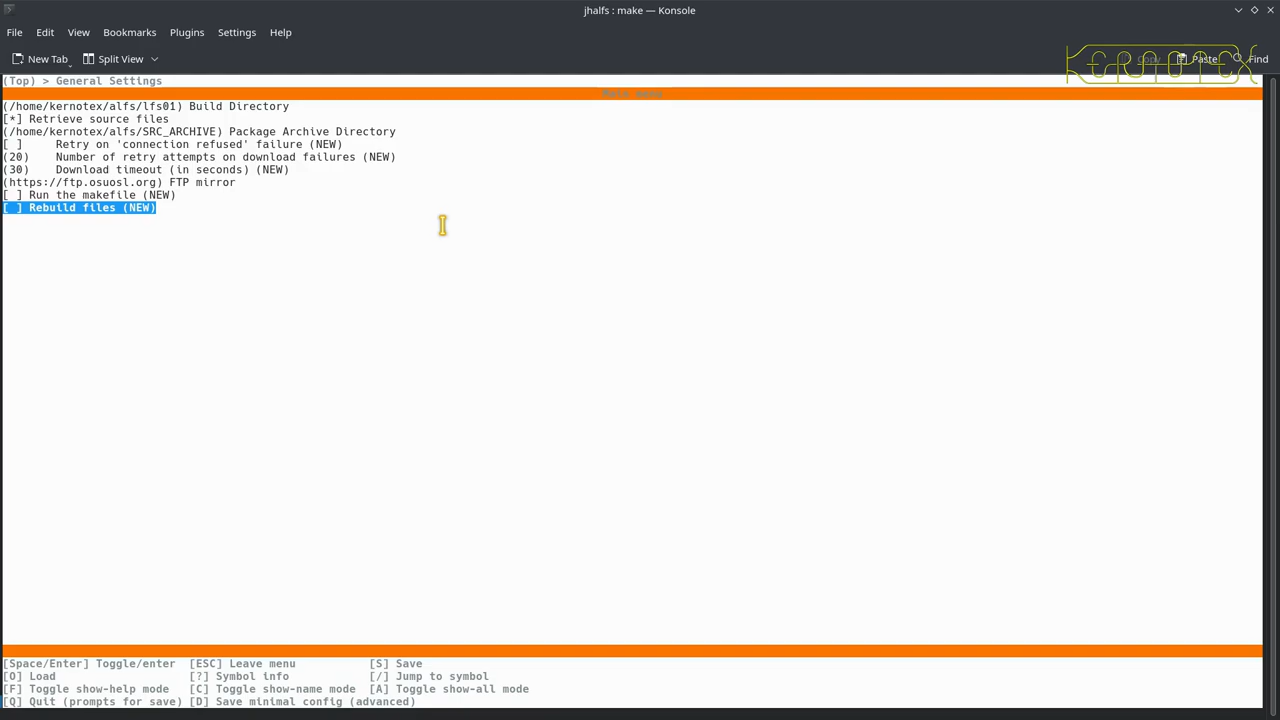 jhalfs : make — Konsole
File Edit View Bookmarks Plugins Settings Help
New Tab Split View Copy Paste Find
KERNOTEX
(Top) > General Settings
Main menu
(/home/kernotex/alfs/lfs01) Build Directory
[*] Retrieve source files
(/home/kernotex/alfs/SRC_ARCHIVE) Package Archive Directory
[ ] Retry on 'connection refused' failure (NEW)
(20) Number of retry attempts on download failures (NEW)
(30) Download timeout (in seconds) (NEW)
(https://ftp.osuosl.org) FTP mirror
[ ] Run the makefile (NEW)
[ ] Rebuild files (NEW)
[Space/Enter] Toggle/enter [ESC] Leave menu [S] Save
[O] Load [?] Symbol info [/] Jump to symbol
[F] Toggle show-help mode [C] Toggle show-name mode [A] Toggle show-all mode
[Q] Quit (prompts for save) [D] Save minimal config (advanced)